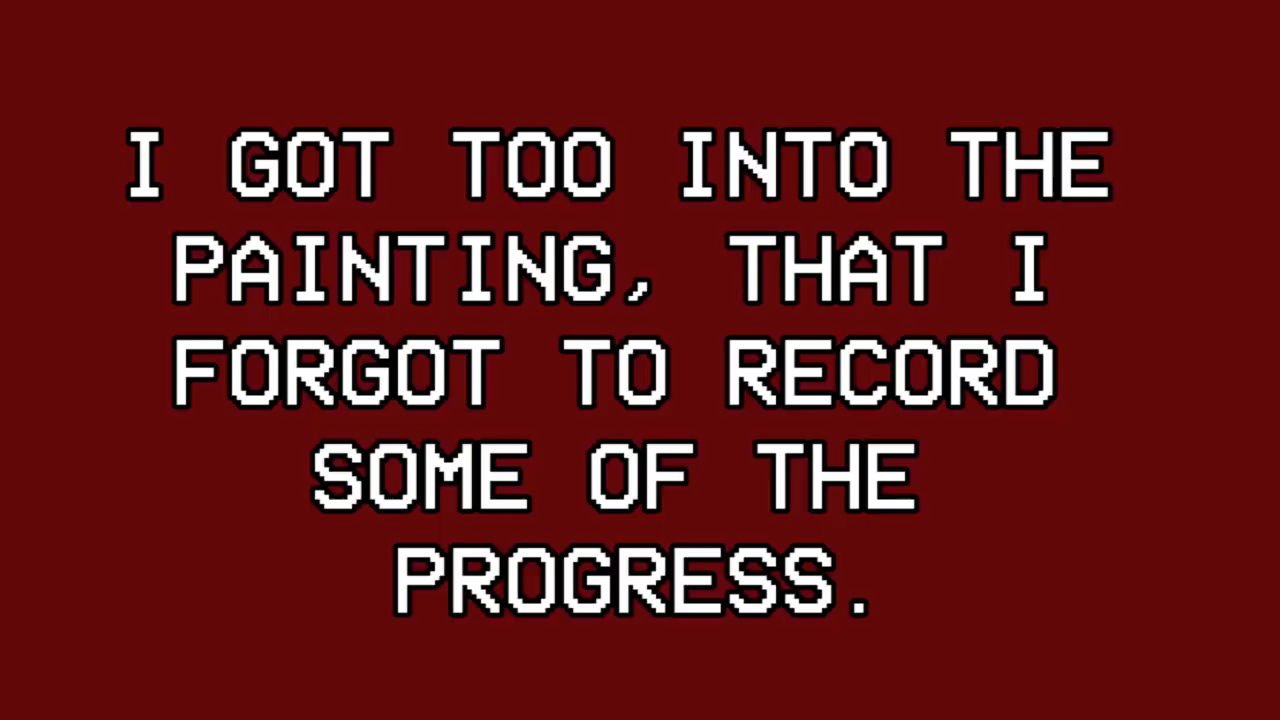 I GOT TOO INTO THE
PAINTING, THAT I
FORGOT TO RECORD
SOME OF THE
PROGRESS.